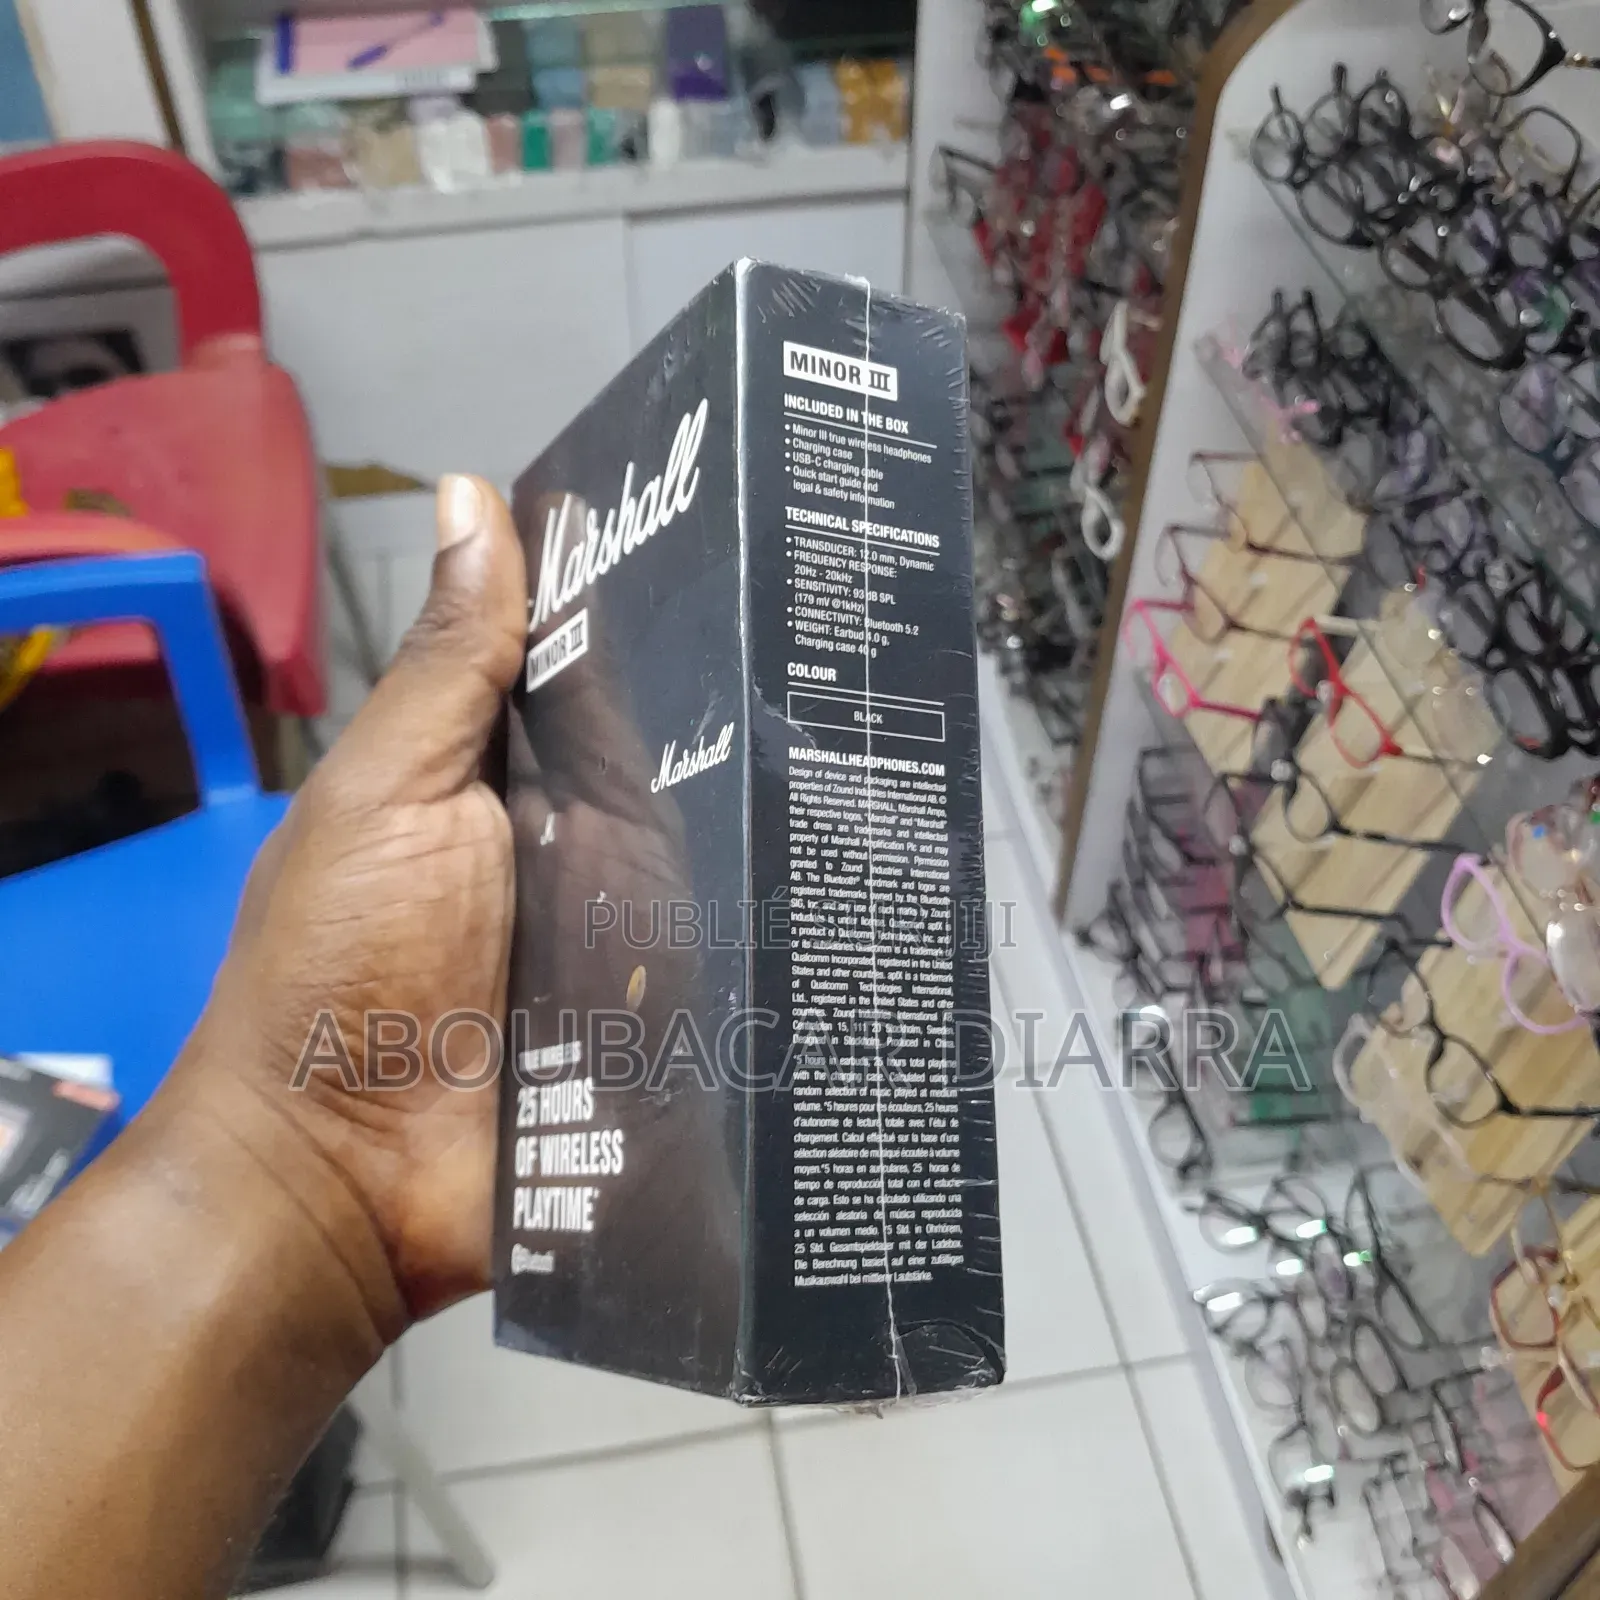 Marshall
MINOR III
Marshall
25 HOURS
OF WIRELESS
PLAYTIME*
Bluetooth
MINOR III
INCLUDED IN THE BOX
• Minor III true wireless headphones
• Charging case
• USB-C charging cable
• Quick start guide and
legal & safety information
TECHNICAL SPECIFICATIONS
• TRANSDUCER: 12.0 mm, Dynamic
• FREQUENCY RESPONSE:
20Hz - 20kHz
• SENSITIVITY: 93 dB SPL
(179 mV @1kHz)
• CONNECTIVITY: Bluetooth 5.2
• WEIGHT: Earbud 4.0 g,
Charging case 40 g
COLOUR
BLACK
MARSHALLHEADPHONES.COM
Design of device and packaging are intellectual
properties of Zound Industries International AB. ©
All Rights Reserved. MARSHALL, Marshall Amps,
their respective logos, "Marshall" and "Marshall"
trade dress are trademarks and intellectual
property of Marshall Amplification Plc and may
not be used without permission. Permission
granted to Zound Industries International
AB. The Bluetooth® wordmark and logos are
registered trademarks owned by the Bluetooth
SIG, Inc. and any use of such marks by Zound
Industries is under license. Qualcomm aptX is
a product of Qualcomm Technologies, Inc. and/
or its subsidiaries. Qualcomm is a trademark of
Qualcomm Incorporated, registered in the United
States and other countries. aptX is a trademark
of Qualcomm Technologies International,
Ltd., registered in the United States and other
countries. Zound Industries International AB,
Centralplan 15, 111 20 Stockholm, Sweden.
Designed in Stockholm. Produced in China.
*5 hours in earbuds, 25 hours total playtime
with the charging case. Calculated using a
random selection of music played at medium
volume. *5 heures pour les écouteurs, 25 heures
d'autonomie de lecture totale avec l'étui de
chargement. Calcul effectué sur la base d'une
sélection aléatoire de musique écoutée à volume
moyen.*5 horas en auriculares, 25 horas de
tiempo de reproducción total con el estuche
de carga. Esto se ha calculado utilizando una
selección aleatoria de música reproducida
a un volumen medio. *5 Std. in Ohrhörern,
25 Std. Gesamtspieldauer mit der Ladebox.
Die Berechnung basiert auf einer zufälligen
Musikauswahl bei mittlerer Lautstärke.
PUBLIÉ SUR JIJI
ABOUBACAR DIARRA